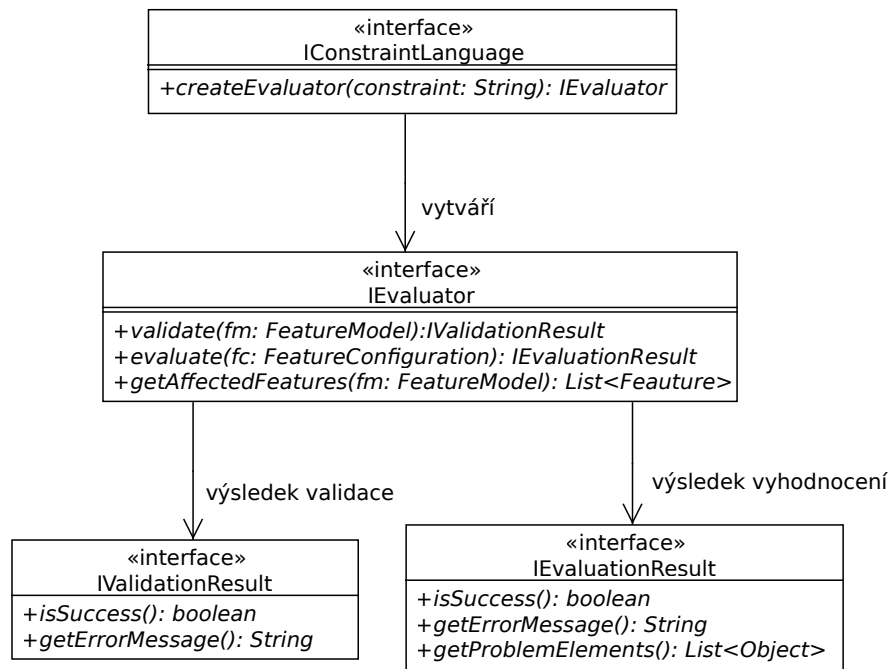 «interface»
IConstraintLanguage
+createEvaluator(constraint: String): IEvaluator
vytváří
«interface»
IEvaluator
+validate(fm: FeatureModel):IValidationResult
+evaluate(fc: FeatureConfiguration): IEvaluationResult
+getAffectedFeatures(fm: FeatureModel): List<Feauture>
výsledek validace
výsledek vyhodnocení
«interface»
IValidationResult
+isSuccess(): boolean
+getErrorMessage(): String
«interface»
IEvaluationResult
+isSuccess(): boolean
+getErrorMessage(): String
+getProblemElements(): List<Object>